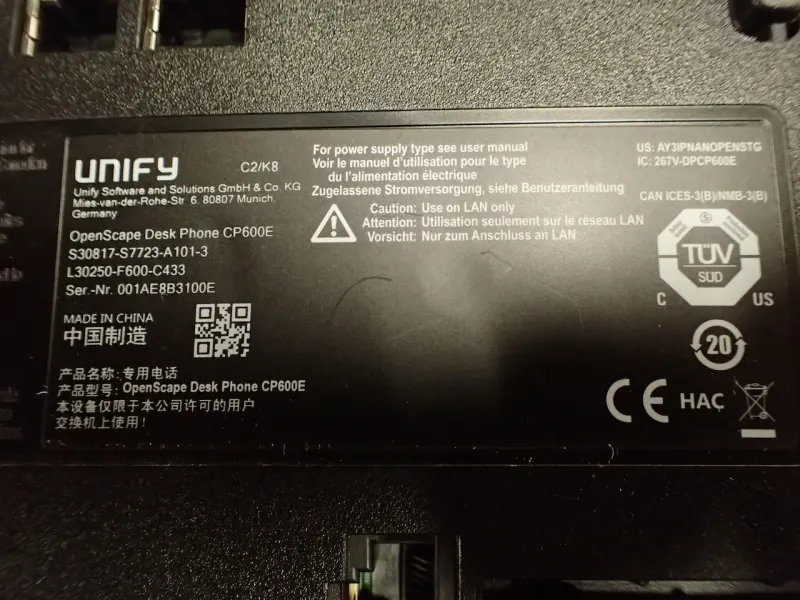 UNIFY
C2/K8
Unify Software and Solutions GmbH & Co. KG
Mies-van-der-Rohe-Str 6. 80807 Munich.
Germany
OpenScape Desk Phone CP600E
S30817-S7723-A101-3
L30250-F600-C433
Ser.-Nr. 001AE8B3100E
MADE IN CHINA
中国制造
产品名称: 专用电话
产品型号: OpenScape Desk Phone CP600E
本设备仅限于本公司许可的用户
交换机上使用!
For power supply type see user manual
Voir le manuel d'utilisation pour le type
du l'alimentation électrique
Zugelassene Stromversorgung, siehe Benutzeranleitung
Caution: Use on LAN only
Attention: Utilisation seulement sur le réseau LAN
Vorsicht: Nur zum Anschluss an LAN
US: AY3IPNANOPENSTG
IC: 267V-DPCP600E
CAN ICES-3(B)/NMB-3(B)
TÜV
SÜD
C US
20
CE HAC